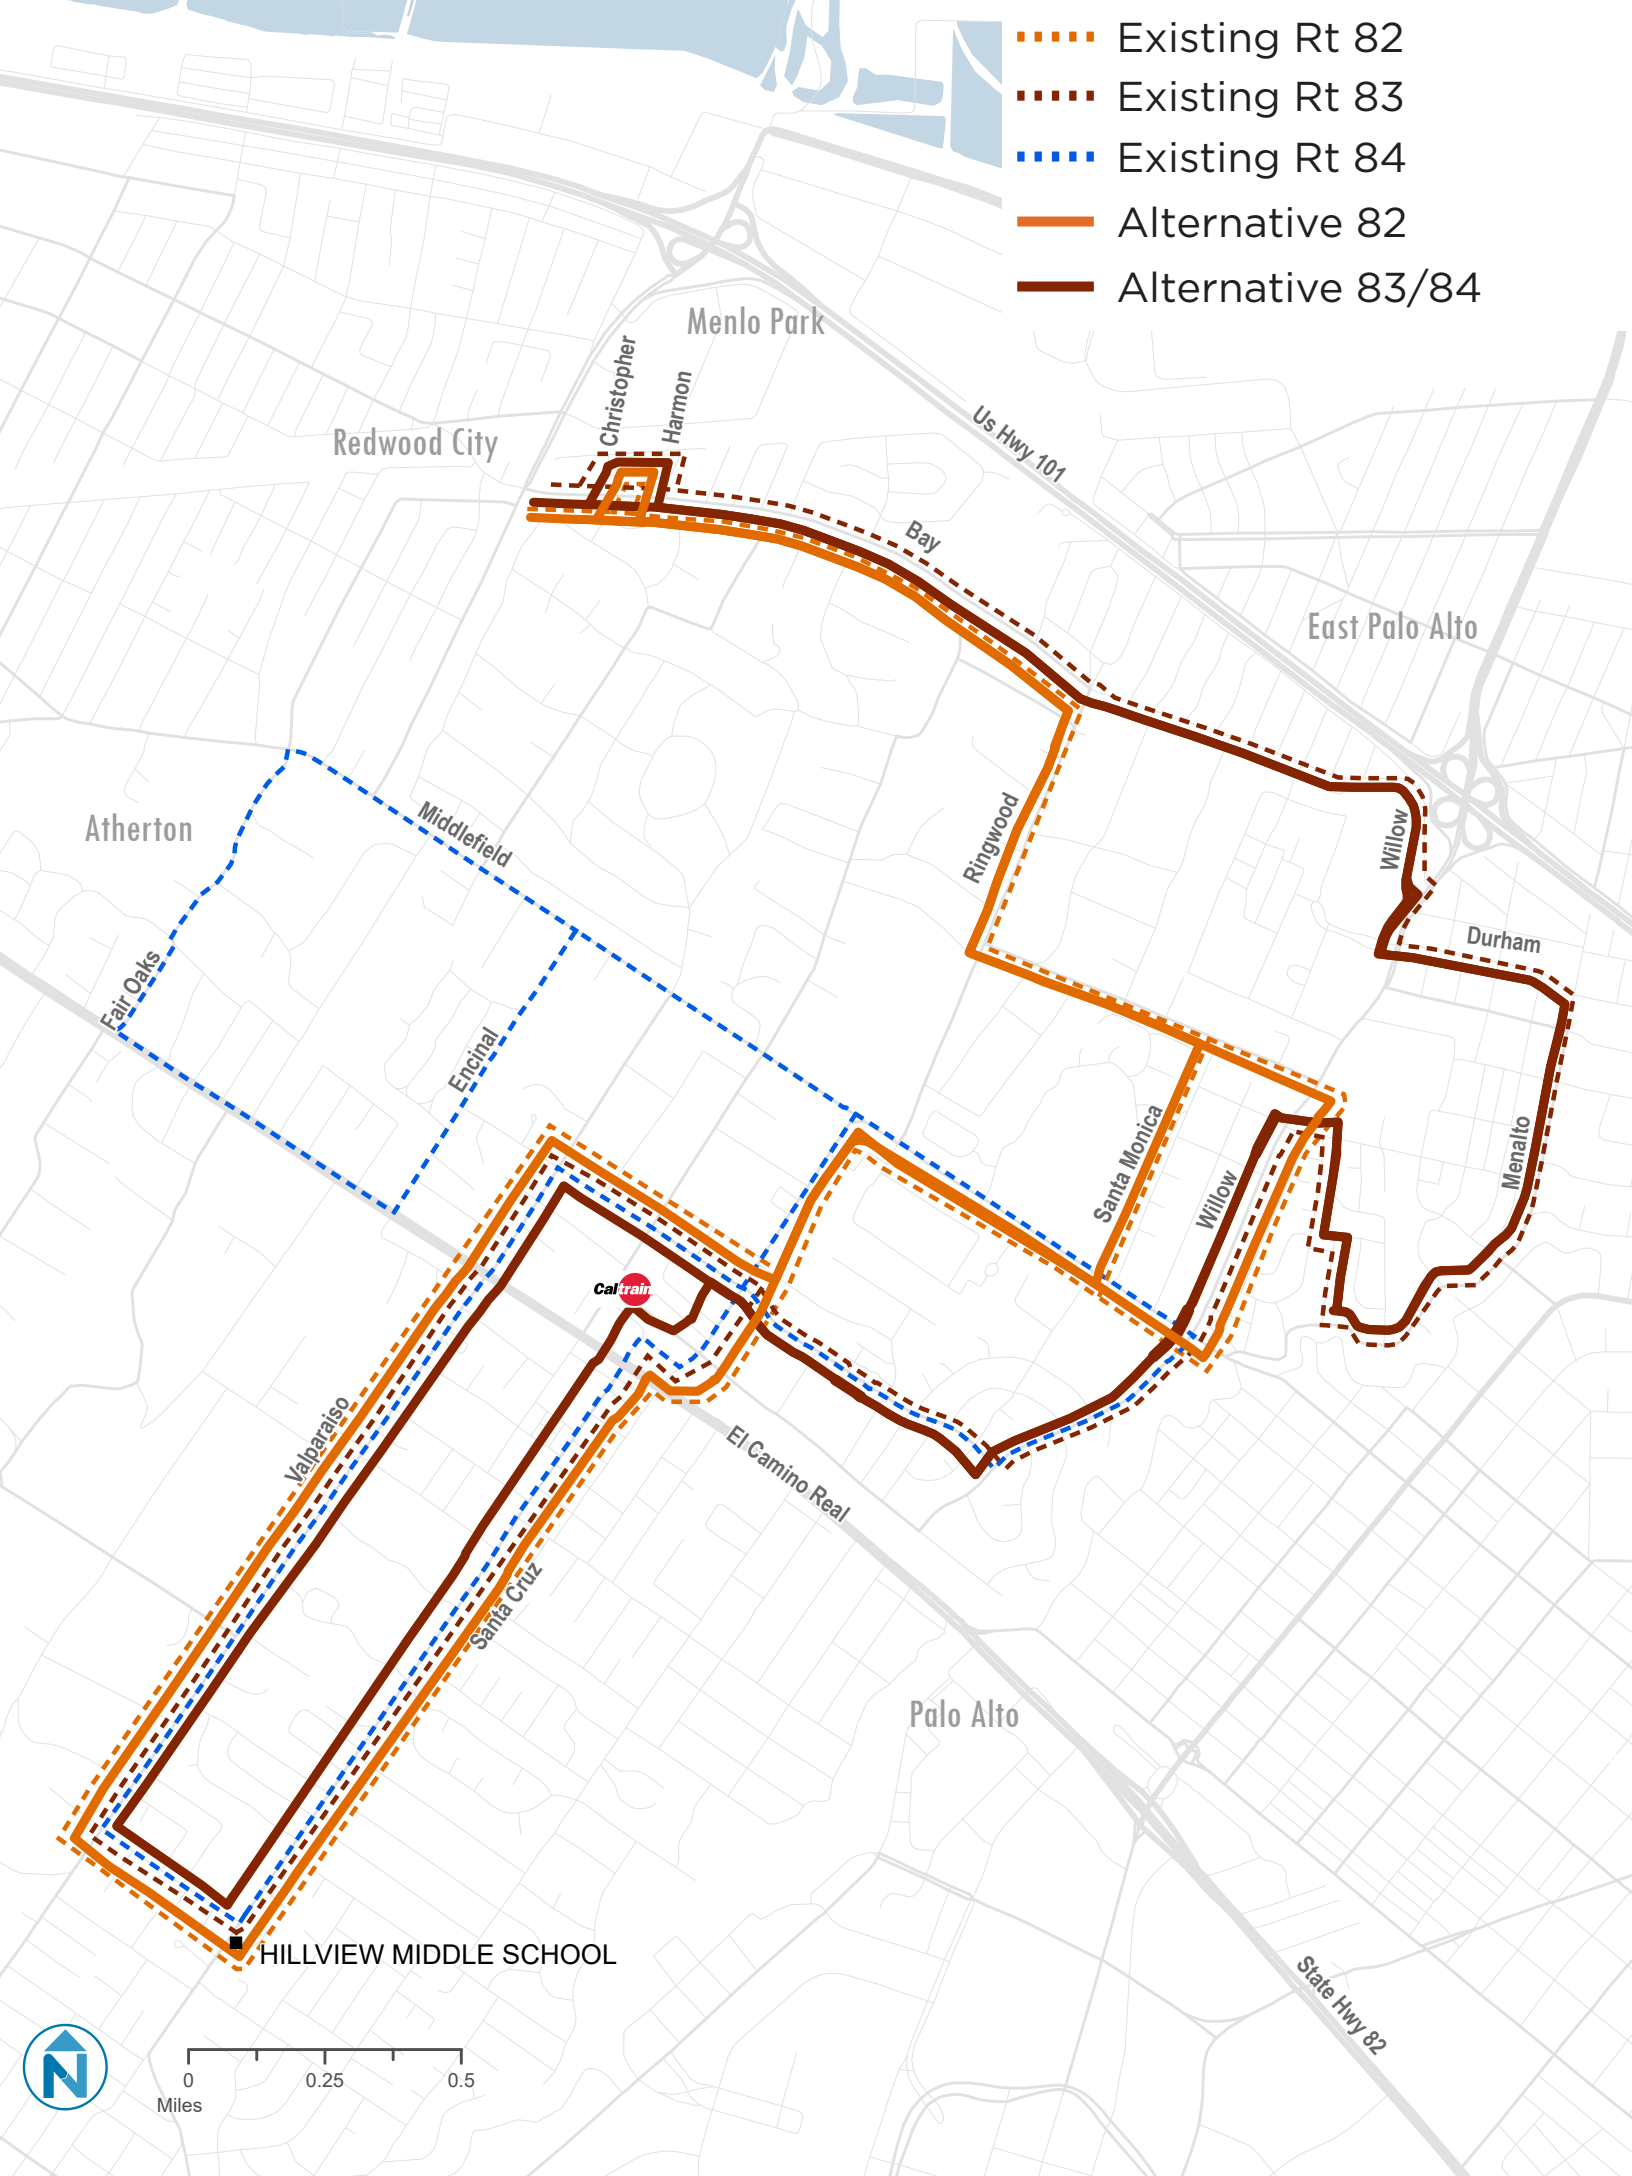 Existing Rt 82
Existing Rt 83
Existing Rt 84
Alternative 82
Alternative 83/84
Menlo Park
Christopher
Harmon
Redwood City
Us Hwy 101
Bay
East Palo Alto
Atherton
Middlefield
Ringwood
Willow
Durham
Fair Oaks
Encinal
Santa Monica
Willow
Menalto
Caltrain
Valparaiso
El Camino Real
Santa Cruz
Palo Alto
HILLVIEW MIDDLE SCHOOL
State Hwy 82
N
0 0.25 0.5
Miles